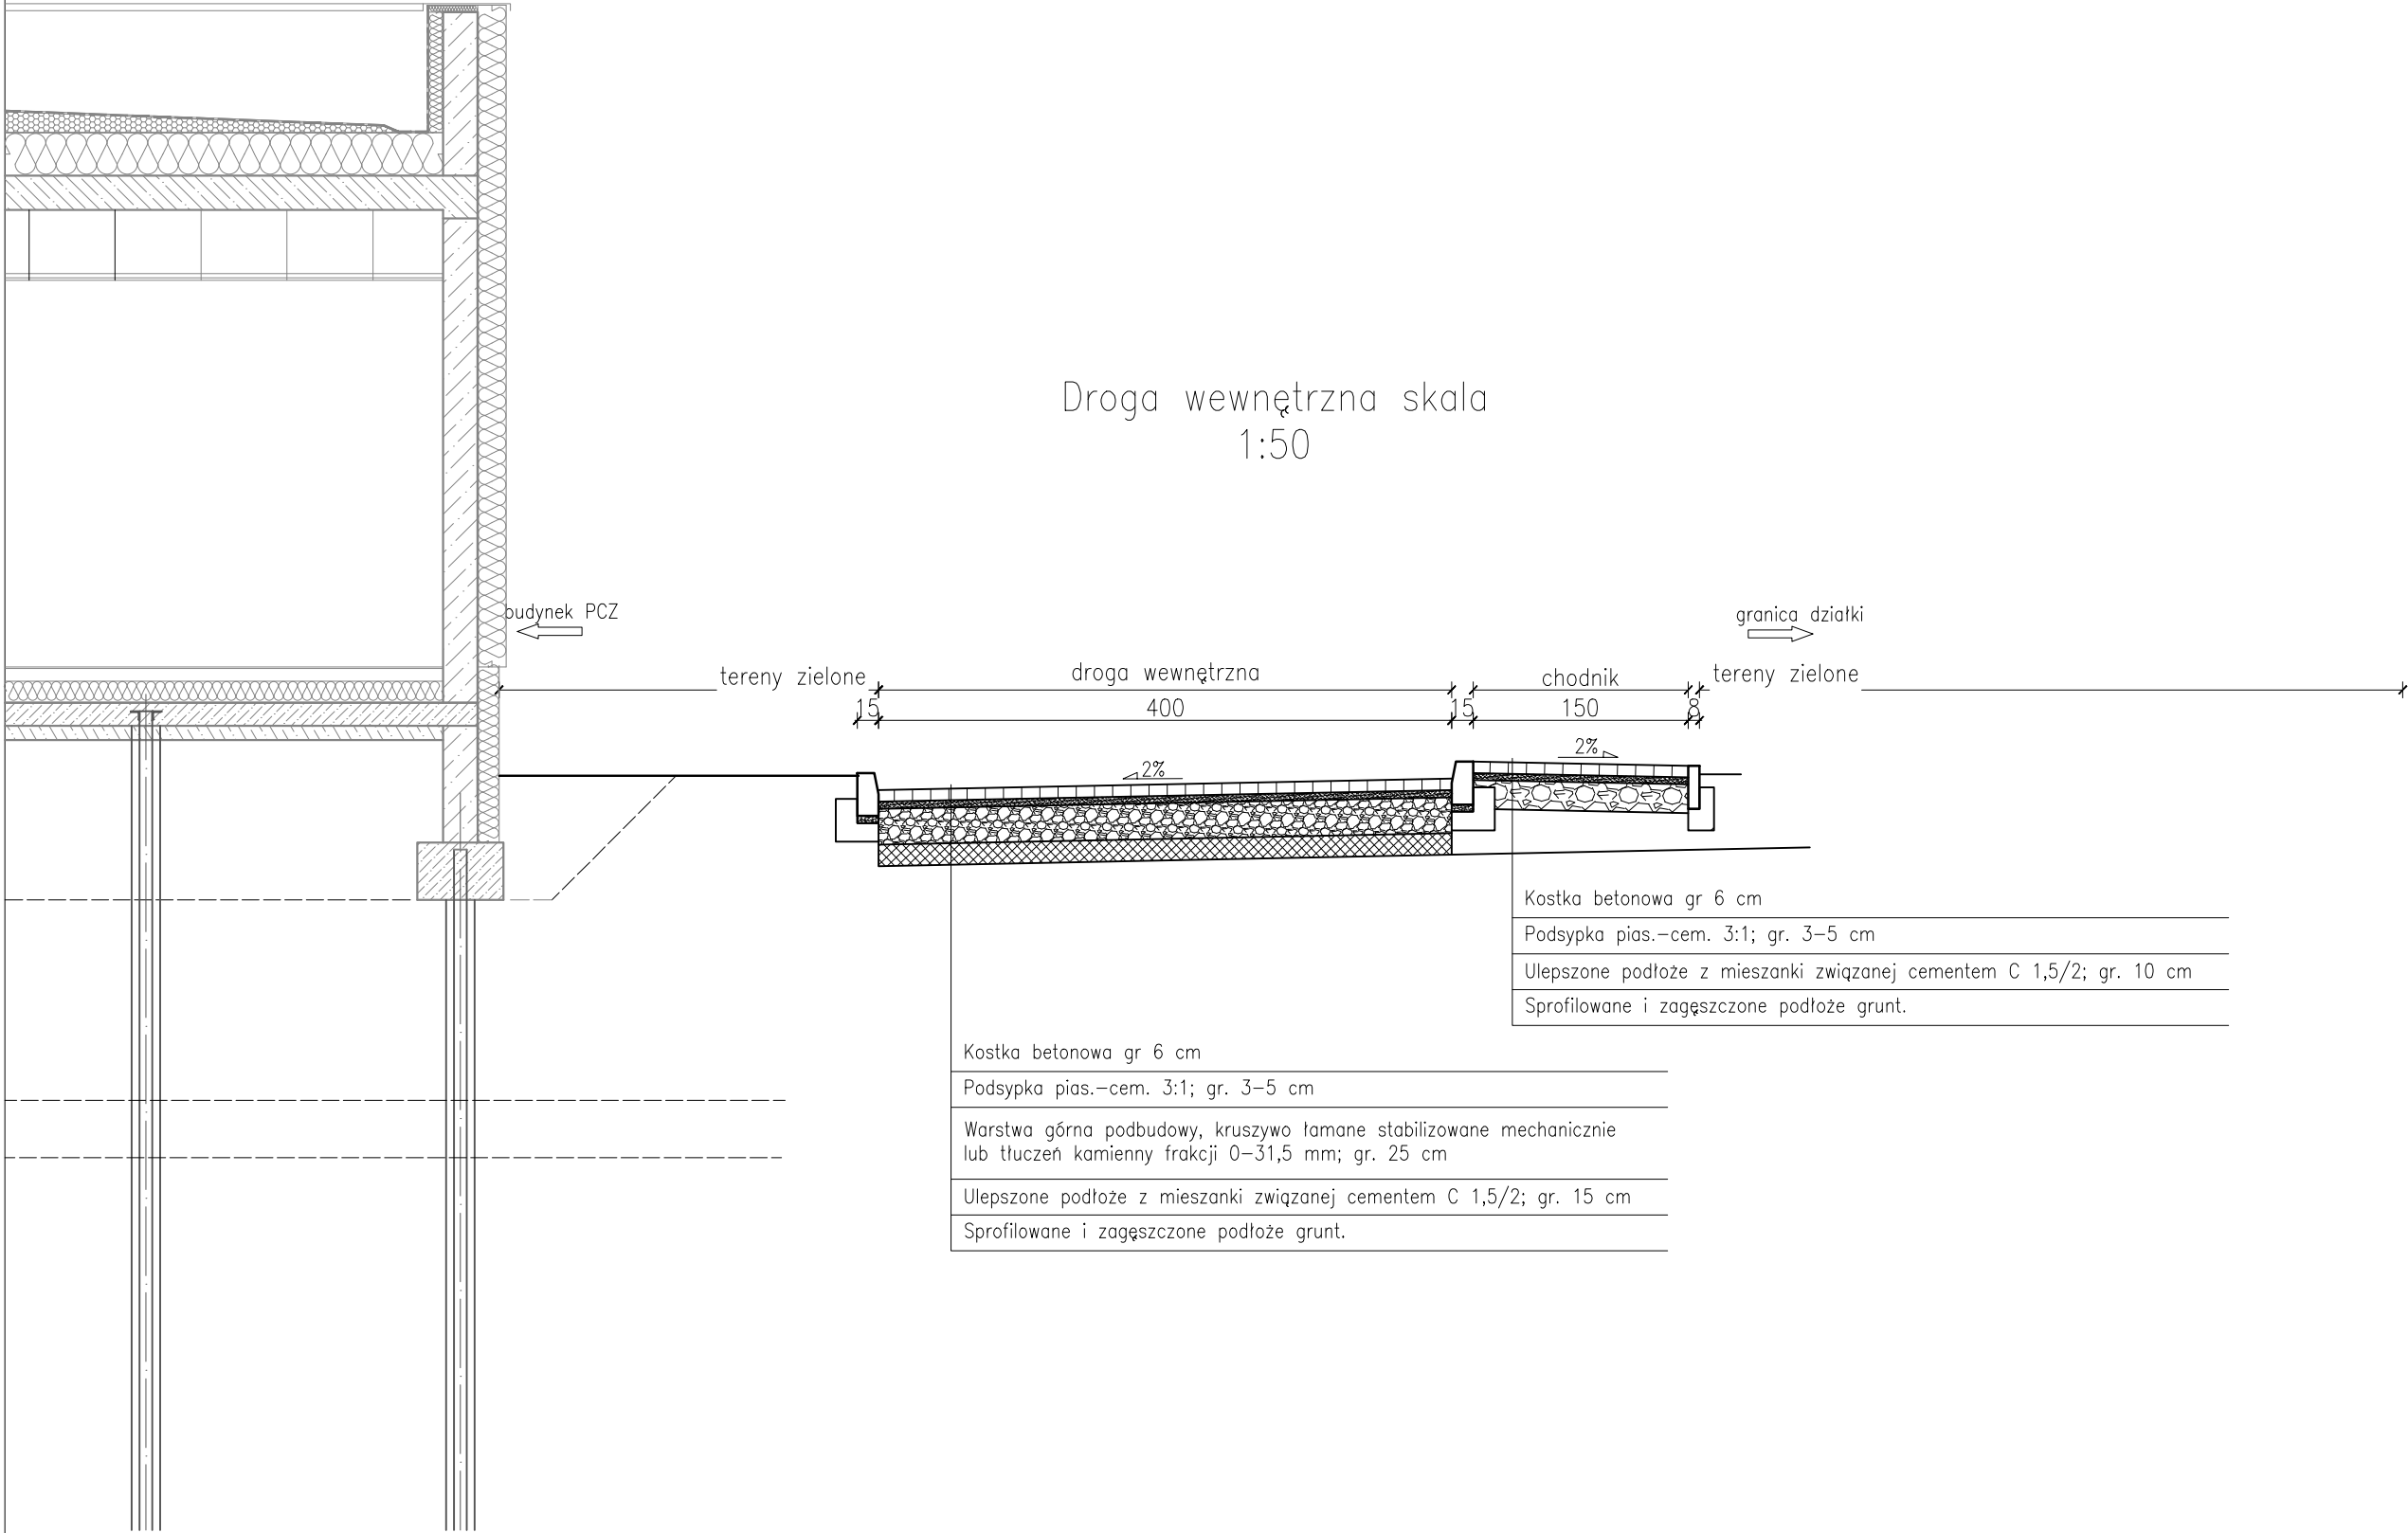 Droga wewnętrzna skala
1:50
budynek PCZ
granica działki
tereny zielone
droga wewnętrzna
chodnik
tereny zielone
15
400
15
150
8
2%
2%
Kostka betonowa gr 6 cm
Podsypka pias.-cem. 3:1; gr. 3-5 cm
Ulepszone podłoże z mieszanki związanej cementem C 1,5/2; gr. 10 cm
Sprofilowane i zagęszczone podłoże grunt.
Kostka betonowa gr 6 cm
Podsypka pias.-cem. 3:1; gr. 3-5 cm
Warstwa górna podbudowy, kruszywo łamane stabilizowane mechanicznie
lub tłuczeń kamienny frakcji 0-31,5 mm; gr. 25 cm
Ulepszone podłoże z mieszanki związanej cementem C 1,5/2; gr. 15 cm
Sprofilowane i zagęszczone podłoże grunt.